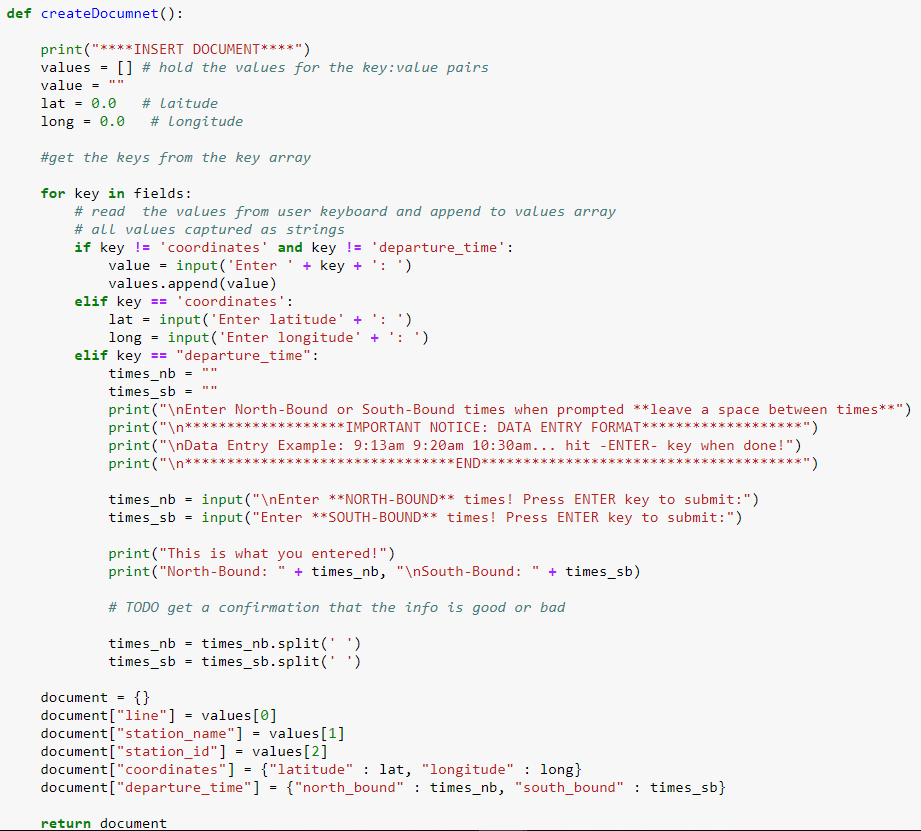 def createDocumnet():
print("****INSERT DOCUMENT****")
values = [] # hold the values for the key:value pairs
value = ""
lat = 0.0   # laitude
long = 0.0   # longitude
#get the keys from the key array
for key in fields:
# read  the values from user keyboard and append to values array
# all values captured as strings
if key != 'coordinates' and key != 'departure_time':
value = input('Enter ' + key + ': ')
values.append(value)
elif key == 'coordinates':
lat = input('Enter latitude' + ': ')
long = input('Enter longitude' + ': ')
elif key == "departure_time":
times_nb = ""
times_sb = ""
print("\nEnter North-Bound or South-Bound times when prompted **leave a space between times**")
print("\n*******************IMPORTANT NOTICE: DATA ENTRY FORMAT*******************")
print("\nData Entry Example: 9:13am 9:20am 10:30am... hit -ENTER- key when done!")
print("\n********************************END**************************************")
times_nb = input("\nEnter **NORTH-BOUND** times! Press ENTER key to submit:")
times_sb = input("Enter **SOUTH-BOUND** times! Press ENTER key to submit:")
print("This is what you entered!")
print("North-Bound: " + times_nb, "\nSouth-Bound: " + times_sb)
# TODO get a confirmation that the info is good or bad
times_nb = times_nb.split(' ')
times_sb = times_sb.split(' ')
document = {}
document["line"] = values[0]
document["station_name"] = values[1]
document["station_id"] = values[2]
document["coordinates"] = {"latitude" : lat, "longitude" : long}
document["departure_time"] = {"north_bound" : times_nb, "south_bound" : times_sb}
return document